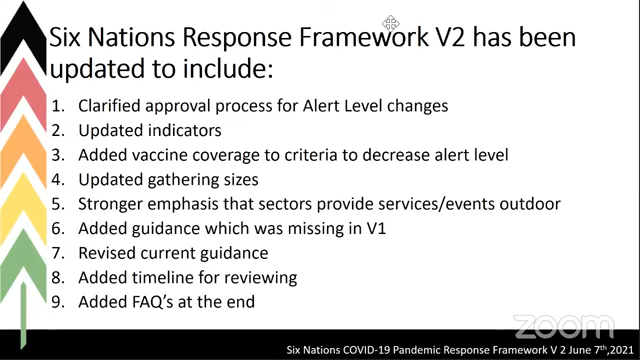 Six Nations Response Framework V2 has been
updated to include:
1. Clarified approval process for Alert Level changes
2. Updated indicators
3. Added vaccine coverage to criteria to decrease alert level
4. Updated gathering sizes
5. Stronger emphasis that sectors provide services/events outdoor
6. Added guidance which was missing in V1
7. Revised current guidance
8. Added timeline for reviewing
9. Added FAQ's at the end
zoom
Six Nations COVID-19 Pandemic Response Framework V 2 June 7th,2021